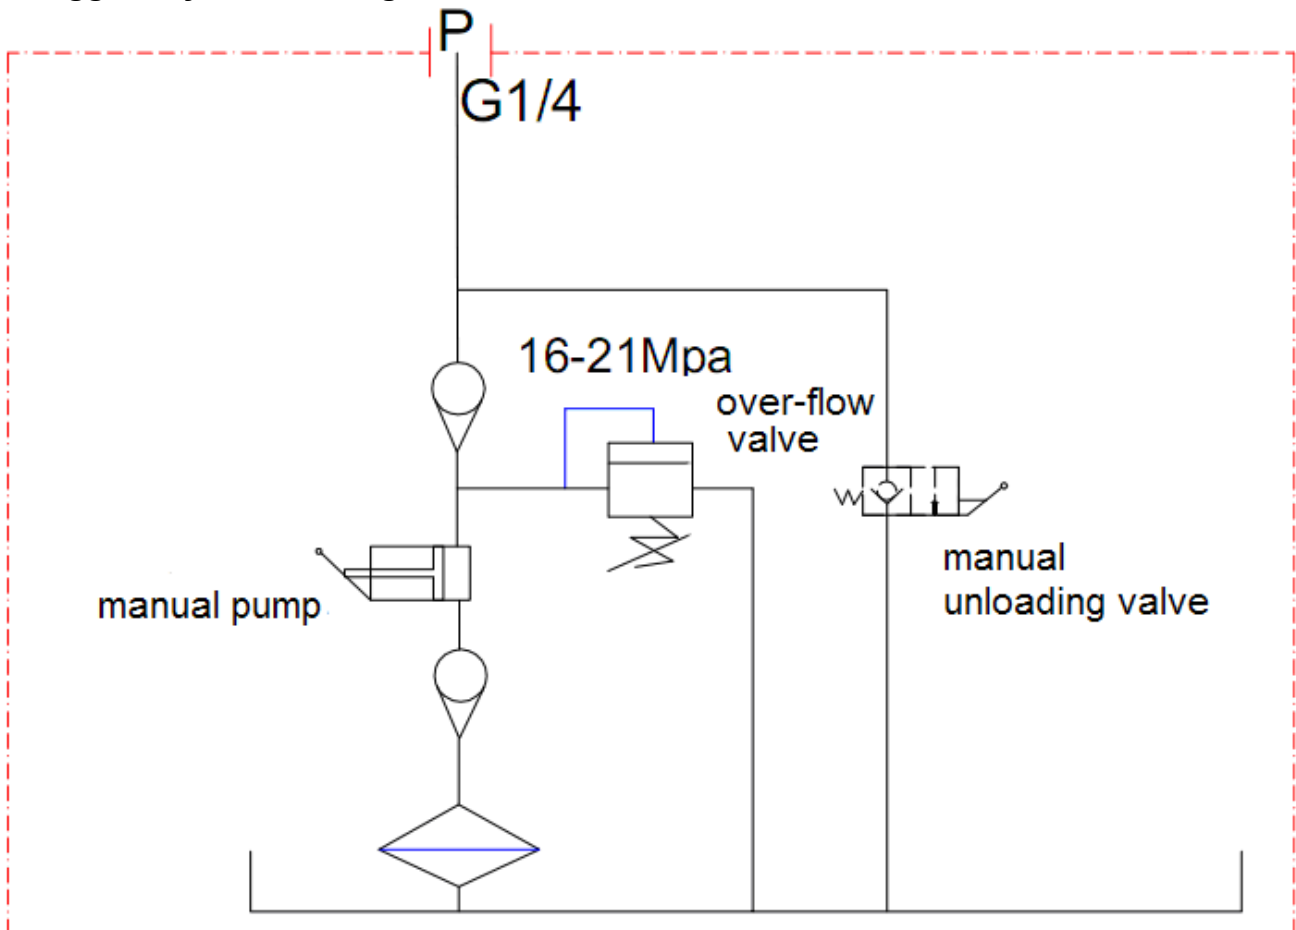 P
G1/4
16-21Mpa
over-flow
valve
manual pump
manual
unloading valve